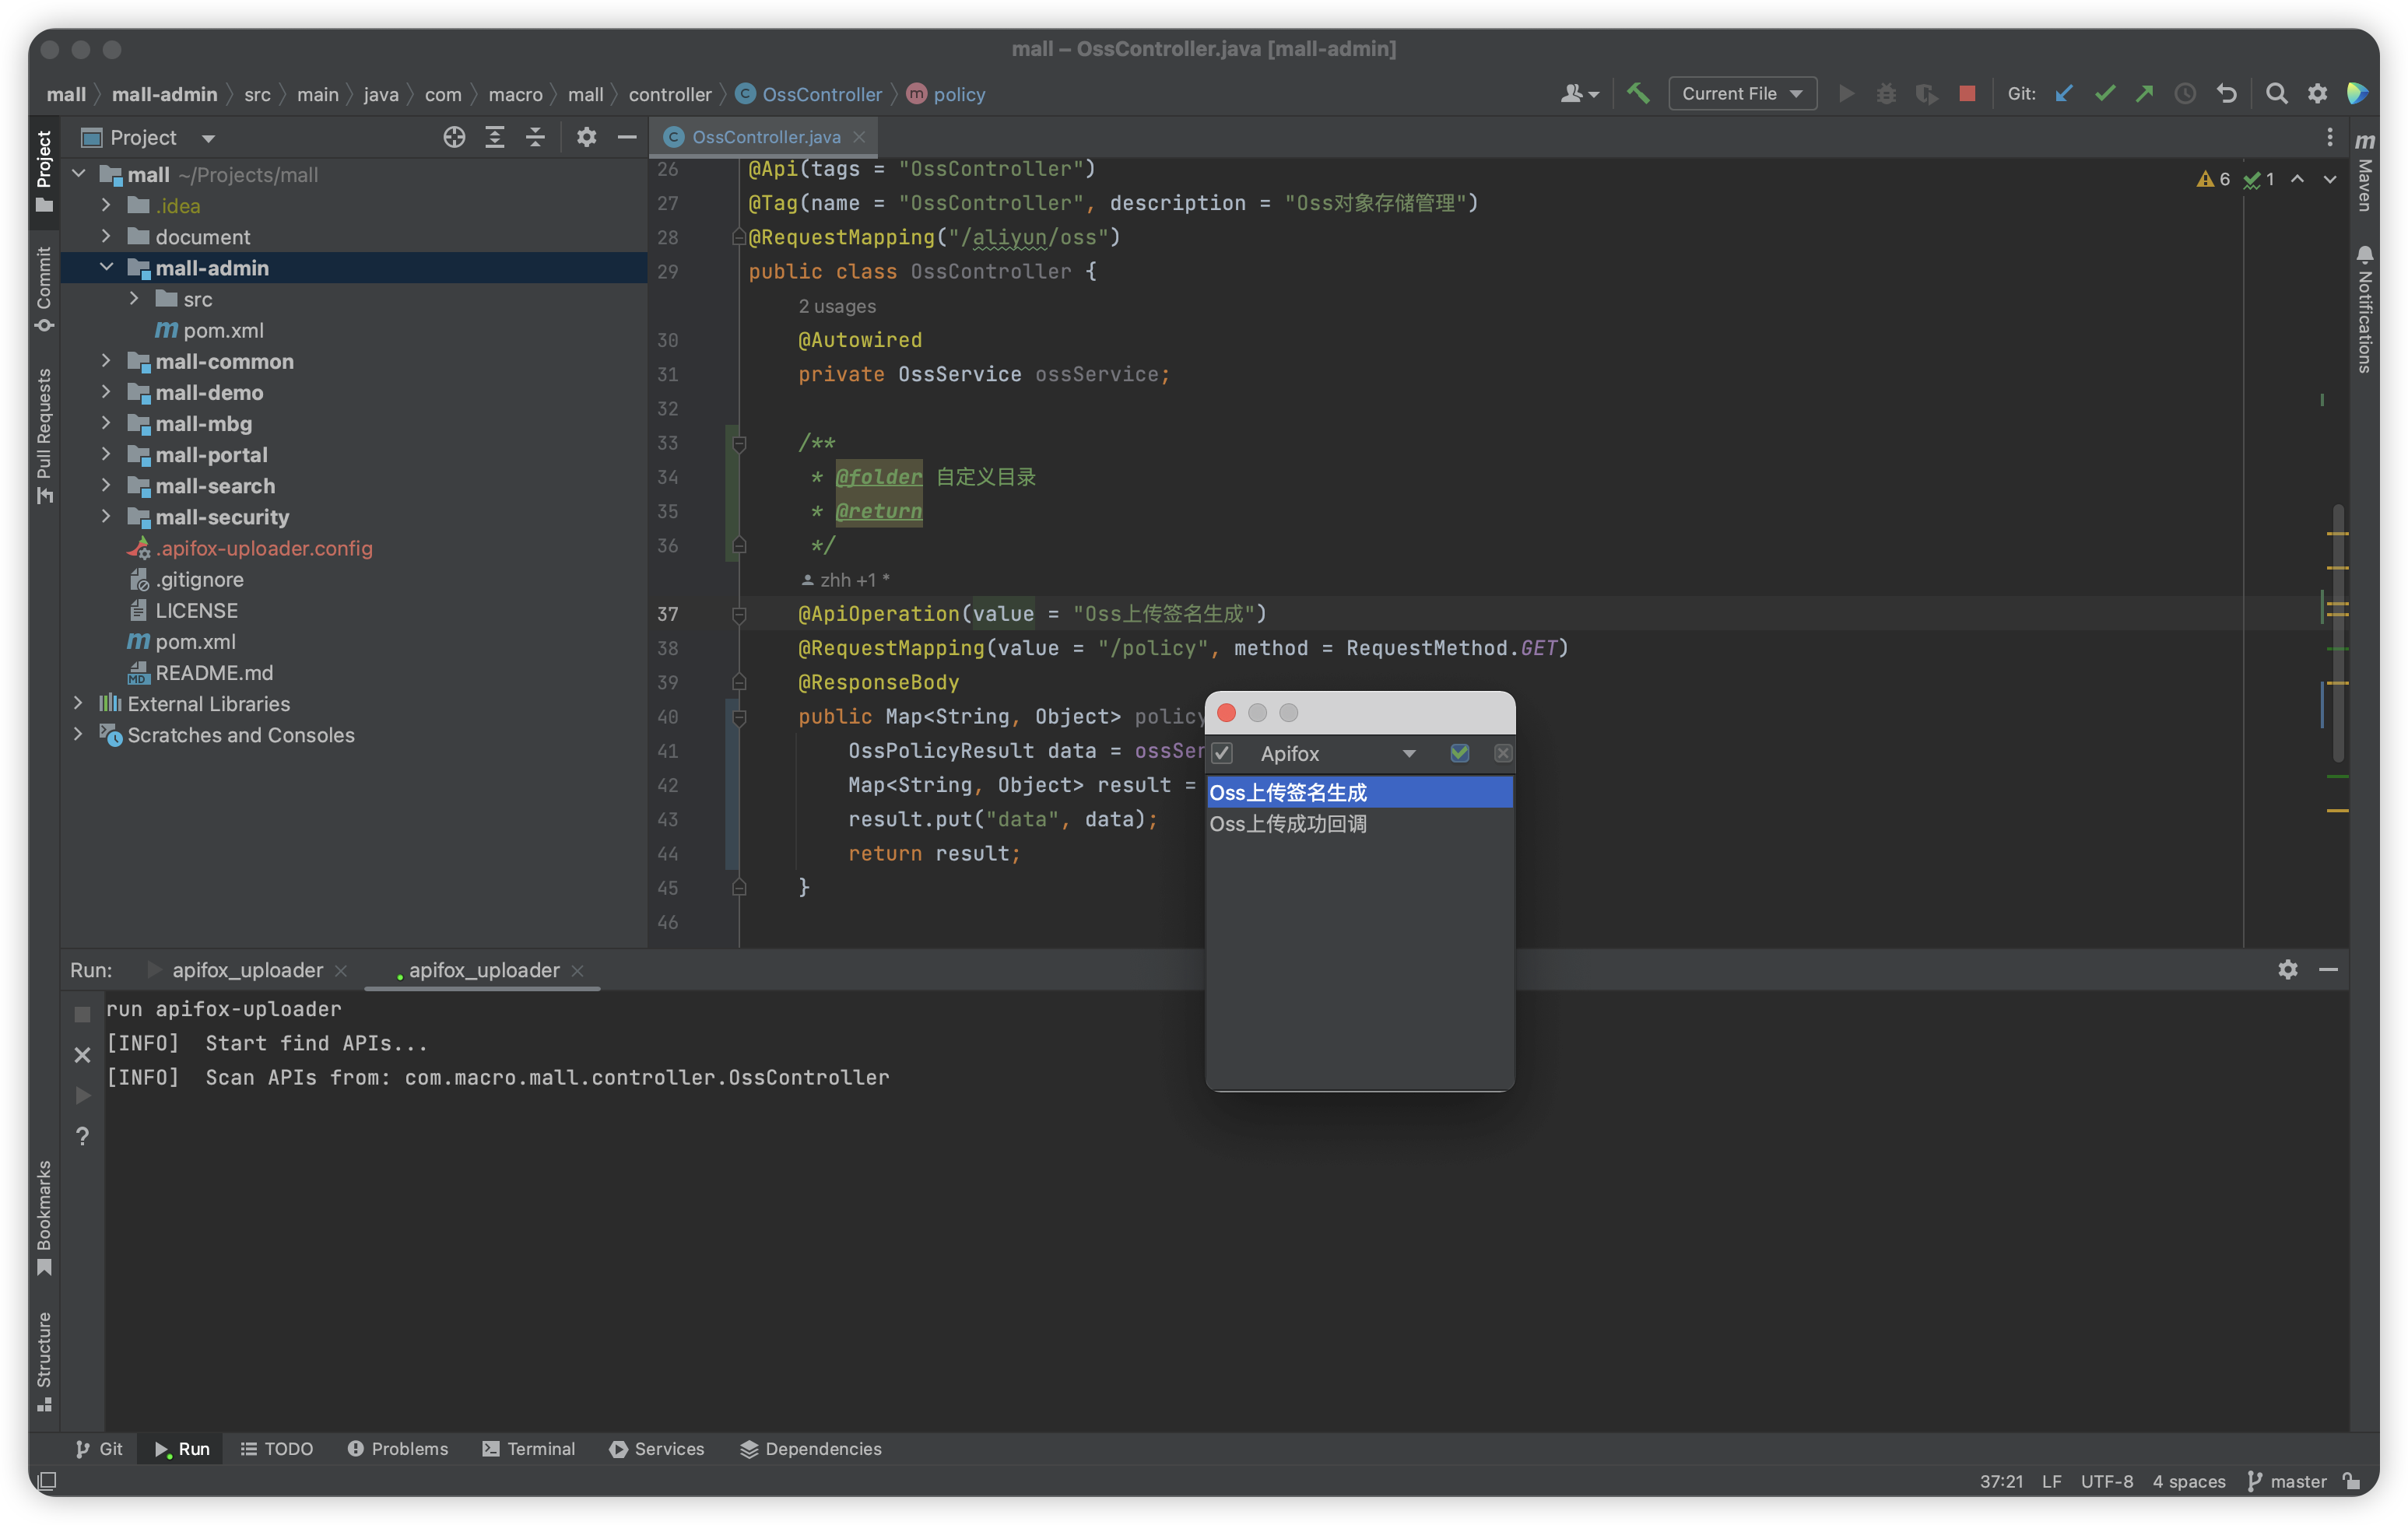 mall – OssController.java [mall-admin]
mall mall-admin src main java com macro mall controller OssController policy
Current File
Git:
Project
Commit
Pull Requests
Bookmarks
Structure
Project
mall ~/Projects/mall
.idea
document
mall-admin
src
pom.xml
mall-common
mall-demo
mall-mbg
mall-portal
mall-search
mall-security
.apifox-uploader.config
.gitignore
LICENSE
pom.xml
README.md
External Libraries
Scratches and Consoles
OssController.java
6 1
26 @Api(tags = "OssController")
27 @Tag(name = "OssController", description = "Oss对象存储管理")
28 @RequestMapping("/aliyun/oss")
29 public class OssController {
2 usages
30 @Autowired
31 private OssService ossService;
32
33 /**
34 * @folder 自定义目录
35 * @return
36 */
zhh +1 *
37 @ApiOperation(value = "Oss上传签名生成")
38 @RequestMapping(value = "/policy", method = RequestMethod.GET)
39 @ResponseBody
40 public Map<String, Object> policy
41 OssPolicyResult data = ossSer
42 Map<String, Object> result =
43 result.put("data", data);
44 return result;
45 }
46
Apifox
Oss上传签名生成
Oss上传成功回调
m
Maven
Notifications
Run: apifox_uploader apifox_uploader
run apifox-uploader
[INFO] Start find APIs...
[INFO] Scan APIs from: com.macro.mall.controller.OssController
Git Run TODO Problems Terminal Services Dependencies
37:21 LF UTF-8 4 spaces master